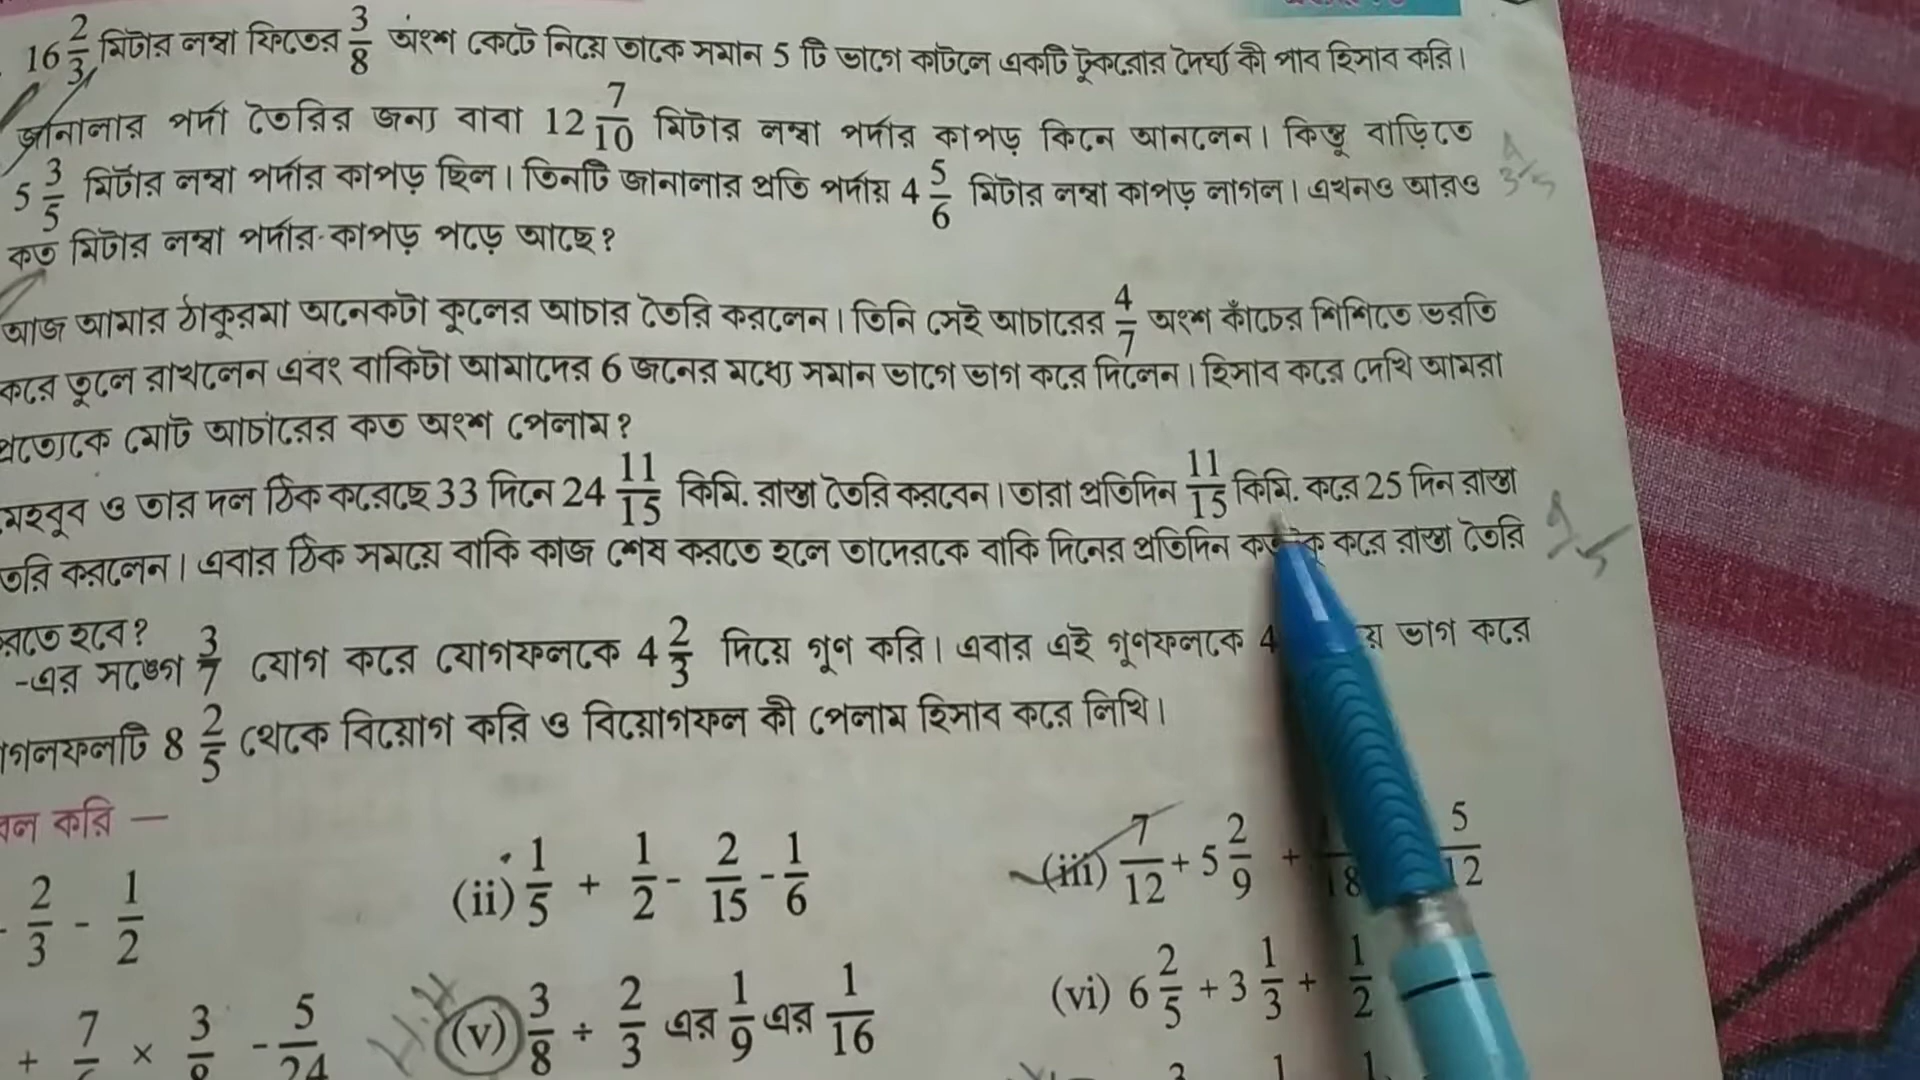 16 2/3 মিটার লম্বা ফিতের 3/8 অংশ কেটে নিয়ে তাকে সমান 5 টি ভাগে কাটলে একটি টুকরোর দৈর্ঘ্য কী পাব হিসাব করি।
জানালার পর্দা তৈরির জন্য বাবা 12 7/10 মিটার লম্বা পর্দার কাপড় কিনে আনলেন। কিন্তু বাড়িতে
5 3/5 মিটার লম্বা পর্দার কাপড় ছিল। তিনটি জানালার প্রতি পর্দায় 4 5/6 মিটার লম্বা কাপড় লাগল। এখনও আরও
কত মিটার লম্বা পর্দার কাপড় পড়ে আছে?
আজ আমার ঠাকুরমা অনেকটা কুলের আচার তৈরি করলেন। তিনি সেই আচারের 4/7 অংশ কাঁচের শিশিতে ভরতি
করে তুলে রাখলেন এবং বাকিটা আমাদের 6 জনের মধ্যে সমান ভাগে ভাগ করে দিলেন। হিসাব করে দেখি আমরা
প্রত্যেকে মোট আচারের কত অংশ পেলাম?
মহবুব ও তার দল ঠিক করেছে 33 দিনে 24 11/15 কিমি. রাস্তা তৈরি করবেন। তারা প্রতিদিন 11/15 কিমি. করে 25 দিন রাস্তা
তৈরি করলেন। এবার ঠিক সময়ে বাকি কাজ শেষ করতে হলে তাদেরকে বাকি দিনের প্রতিদিন করে রাস্তা তৈরি
করতে হবে?
-এর সঙ্গে 3/7 যোগ করে যোগফলকে 4 2/3 দিয়ে গুণ করি। এবার এই গুণফলকে 4 ভাগ করে
গলফলটি 8 2/5 থেকে বিয়োগ করি ও বিয়োগফল কী পেলাম হিসাব করে লিখি।
করি —
2/3 - 1/2 (ii) 1/5 + 1/2 - 2/15 - 1/6 (iii) 7/12 + 5 2/9 + 5/12
+ 7/ × 3/8 - 5/24 (v) 3/8 ÷ 2/3 এর 1/9 এর 1/16 (vi) 6 2/5 + 3 1/3 + 1/2